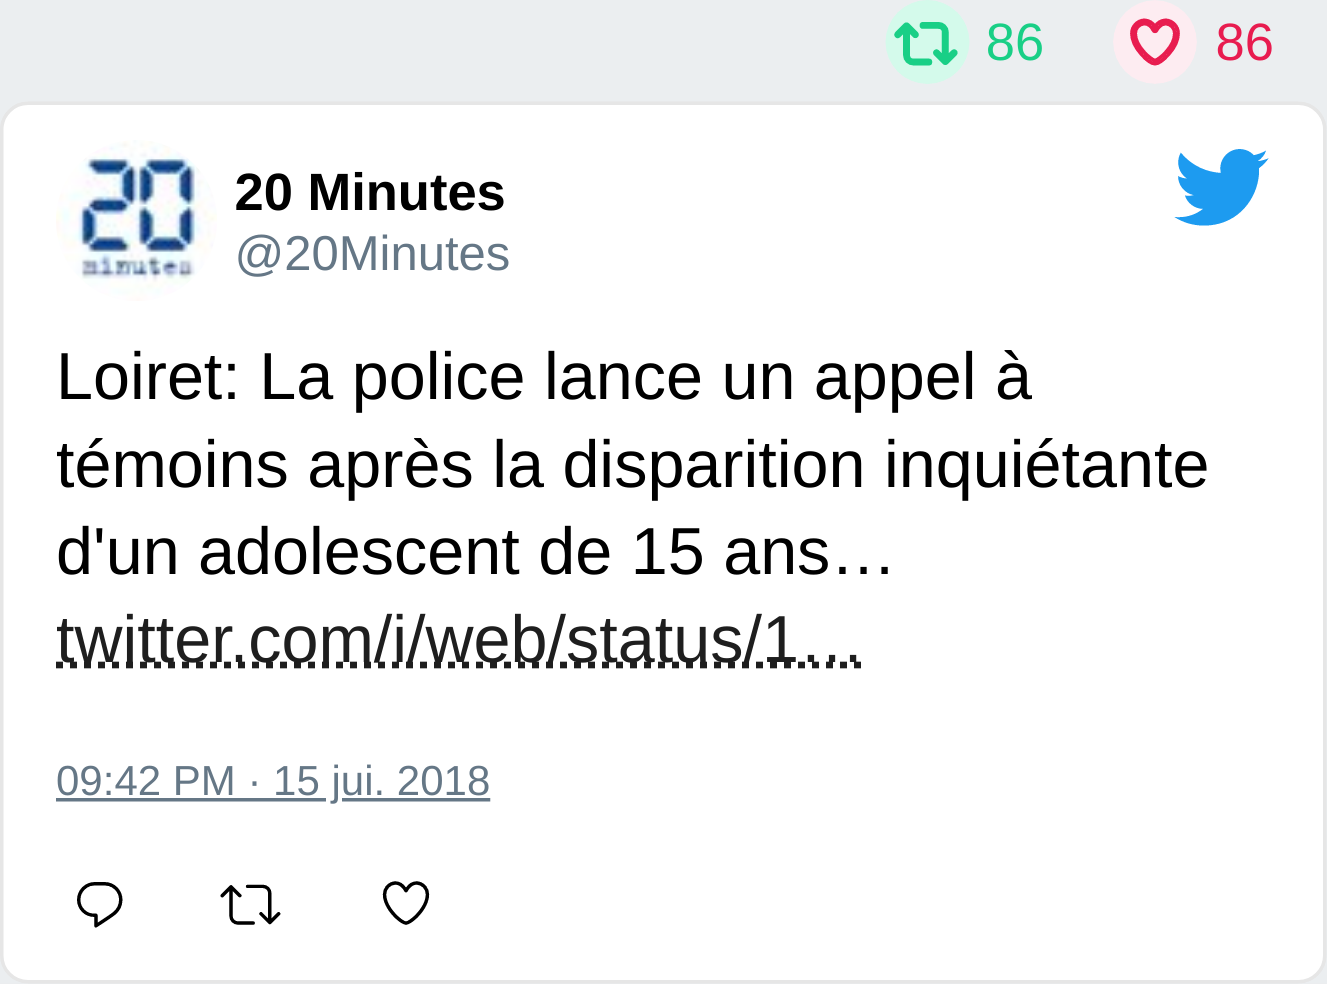 86 86
20 minutes
20 Minutes
@20Minutes
Loiret: La police lance un appel à
témoins après la disparition inquiétante
d'un adolescent de 15 ans…
twitter.com/i/web/status/1…
09:42 PM · 15 jui. 2018